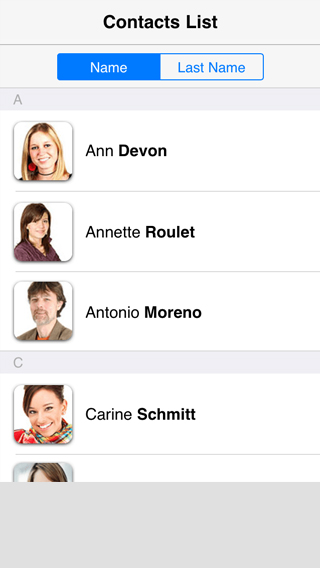 Contacts List
Name
Last Name
A
Ann Devon
Annette Roulet
Antonio Moreno
C
Carine Schmitt